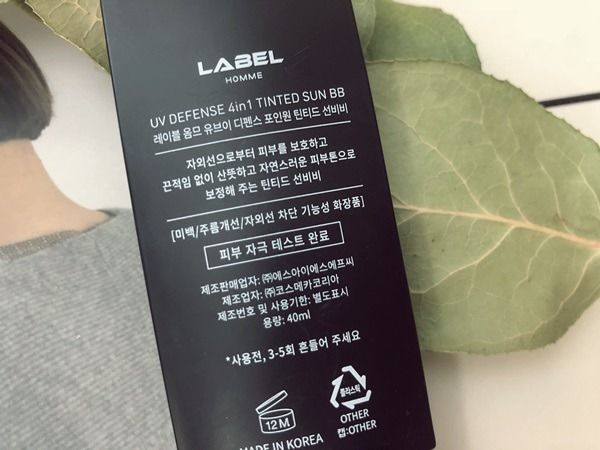 LABEL
HOMME
UV DEFENSE 4in1 TINTED SUN BB
레이블 옴므 유브이 디펜스 포인원 틴티드 선비비
자외선으로부터 피부를 보호하고
끈적임 없이 산뜻하고 자연스러운 피부톤으로
보정해 주는 틴티드 선비비
[미백/주름개선/자외선 차단 기능성 화장품]
피부 자극 테스트 완료
제조판매업자: ㈜에스아이에스에프씨
제조업자: ㈜코스메카코리아
제조번호 및 사용기한: 별도표시
용량: 40ml
*사용전, 3-5회 흔들어 주세요
12 M
플라스틱
OTHER
캡:OTHER
MADE IN KOREA